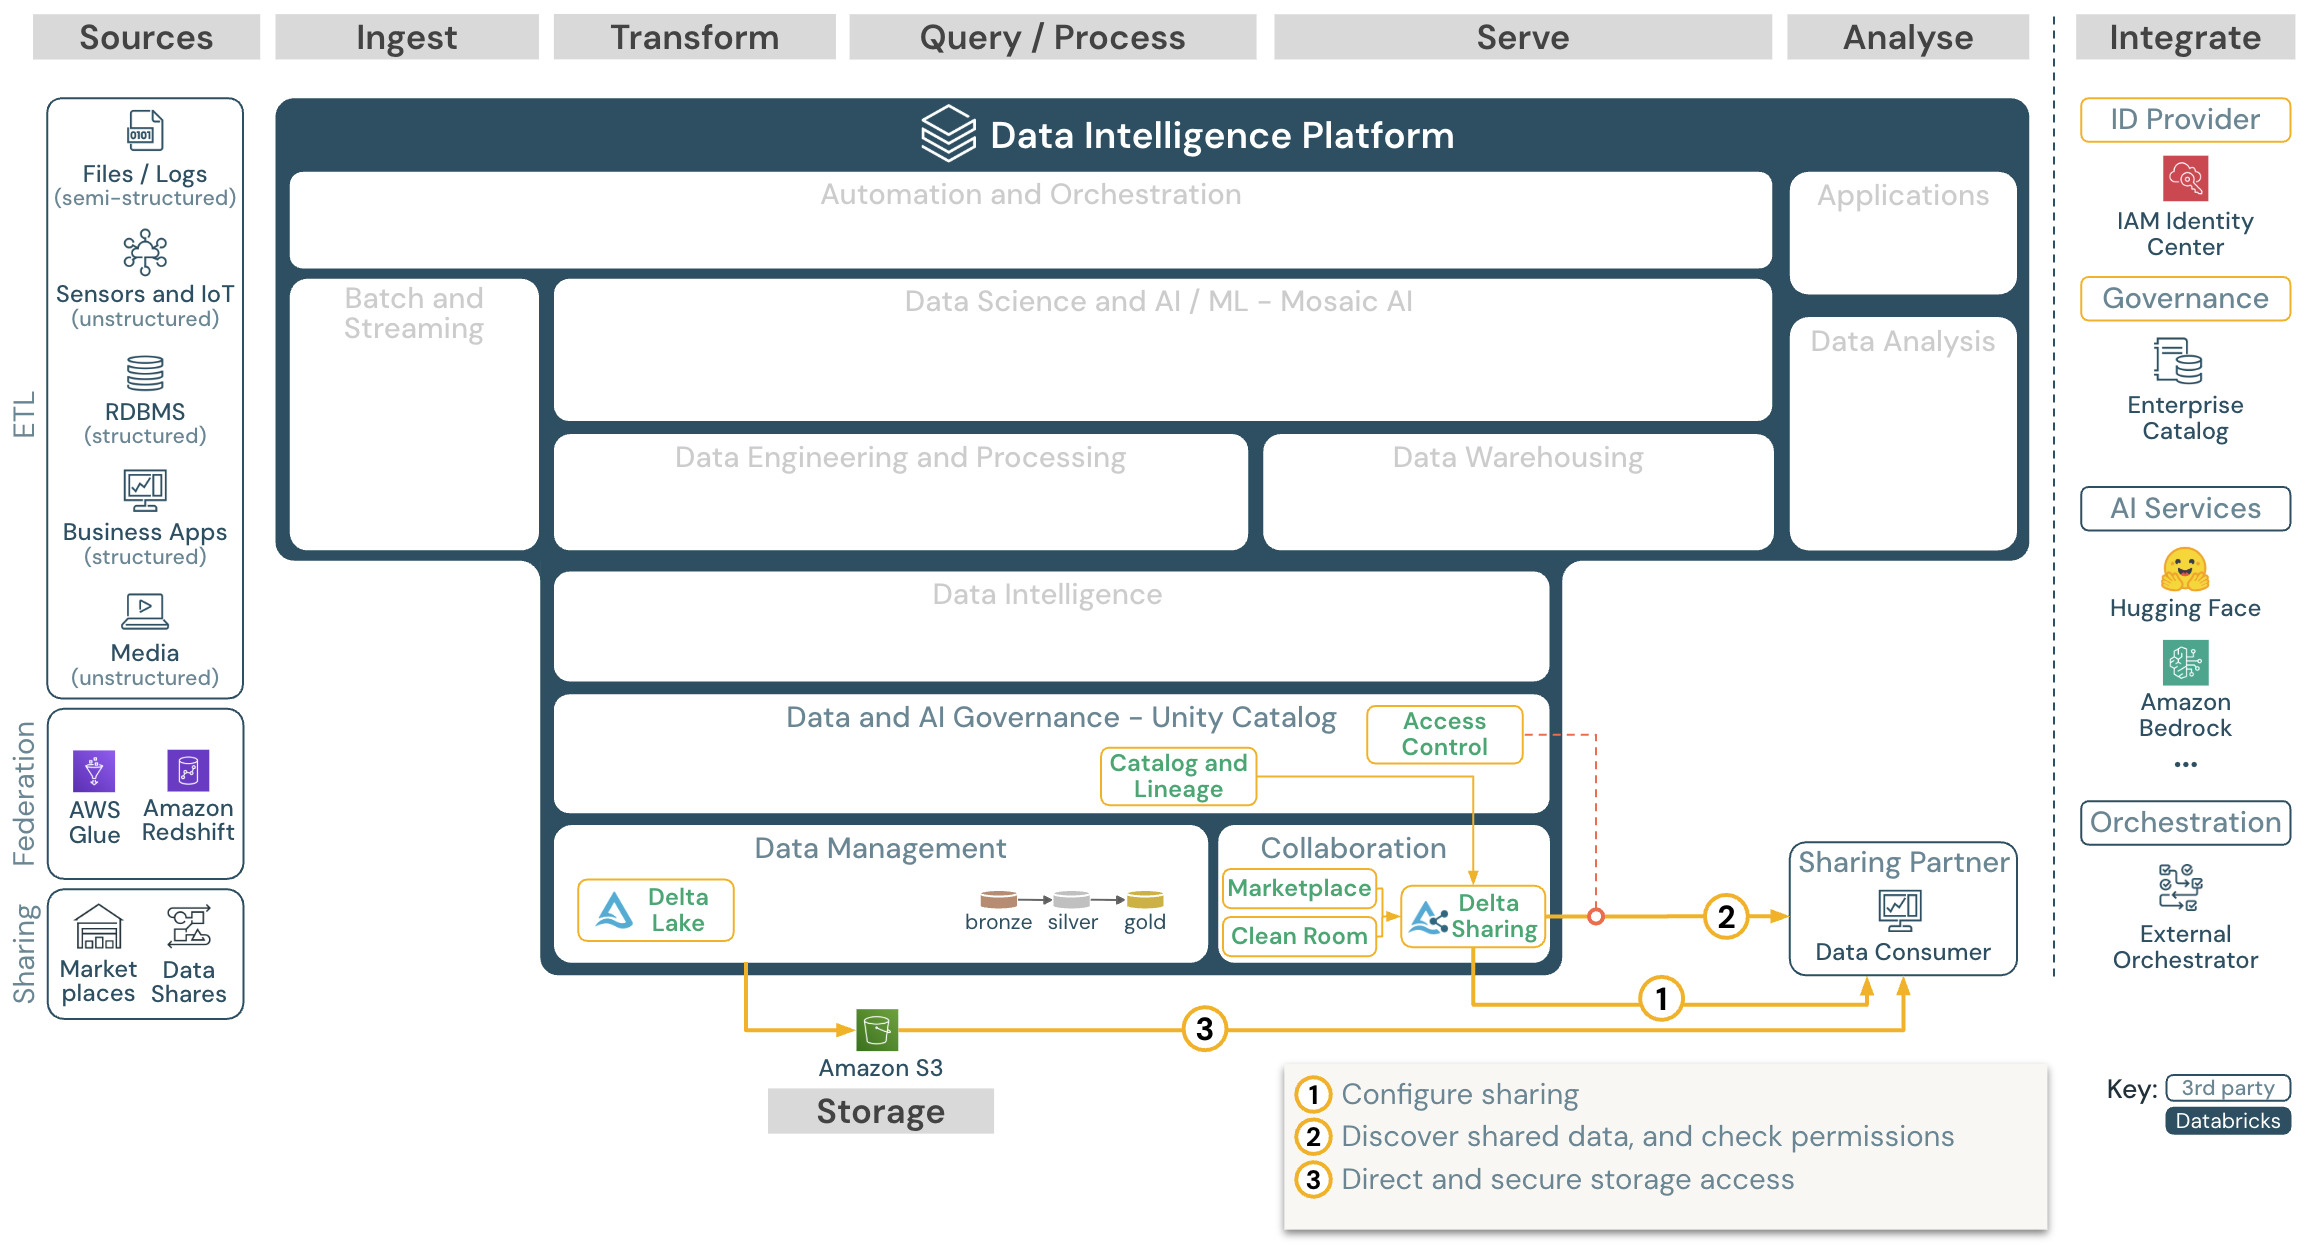 Sources
Ingest
Transform
Query / Process
Serve
Analyse
Integrate
ETL
Files / Logs
(semi-structured)
Sensors and IoT
(unstructured)
RDBMS
(structured)
Business Apps
(structured)
Media
(unstructured)
Federation
AWS
Glue
Amazon
Redshift
Sharing
Market
places
Data
Shares
Data Intelligence Platform
Automation and Orchestration
Applications
Batch and
Streaming
Data Science and AI / ML - Mosaic AI
Data Analysis
Data Engineering and Processing
Data Warehousing
Data Intelligence
Data and AI Governance - Unity Catalog
Access
Control
Catalog and
Lineage
Data Management
Delta
Lake
bronze
silver
gold
Collaboration
Marketplace
Clean Room
Delta
Sharing
2
1
3
Sharing Partner
Data Consumer
Amazon S3
Storage
1 Configure sharing
2 Discover shared data, and check permissions
3 Direct and secure storage access
ID Provider
IAM Identity
Center
Governance
Enterprise
Catalog
AI Services
Hugging Face
Amazon
Bedrock
...
Orchestration
External
Orchestrator
Key: 3rd party
Databricks
0101